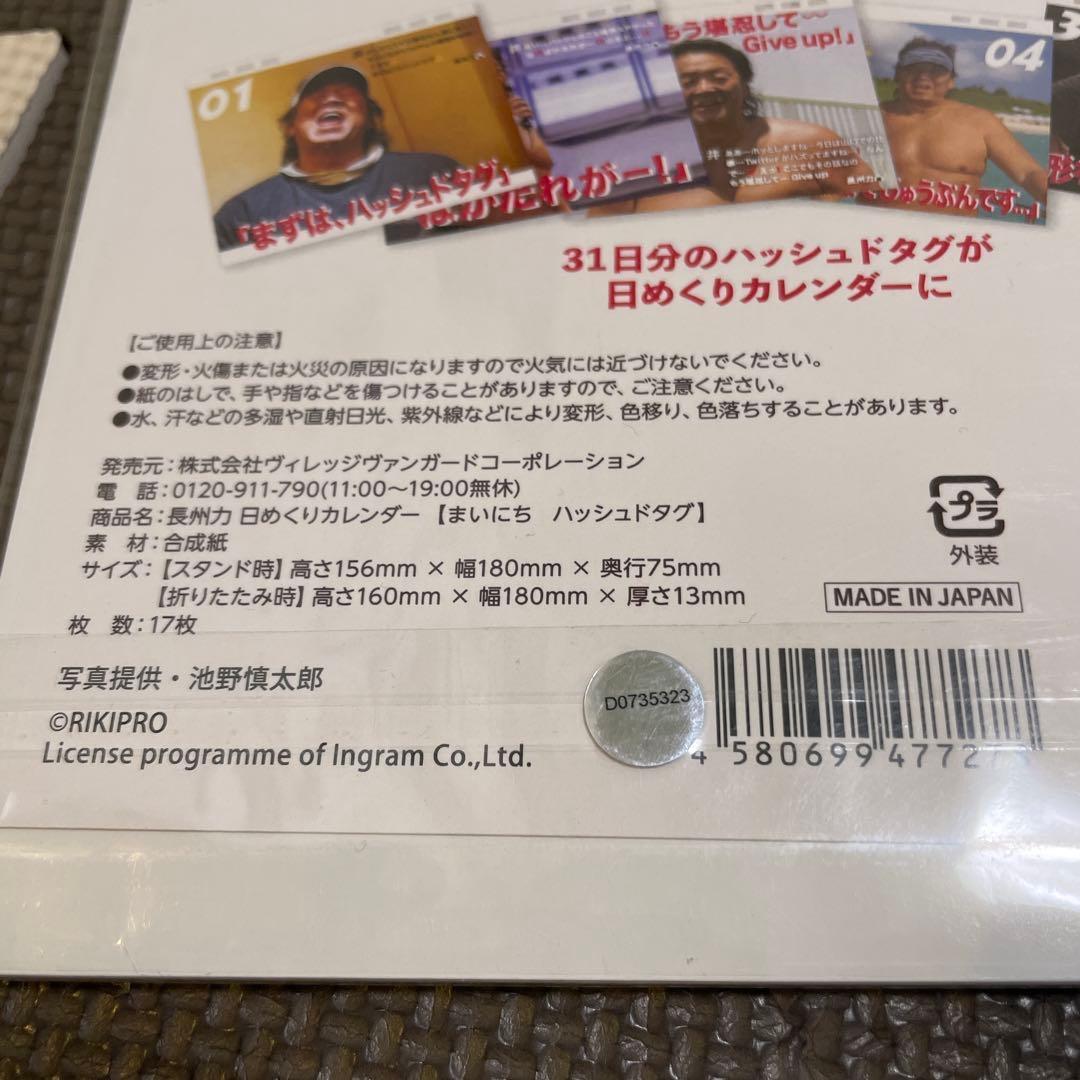 01
「まずは、ハッシュドタグ」
ばかたれがー!」
もう堪忍して〜
Give up!」
04
じゅうぶんです…」
31日分のハッシュドタグが
日めくりカレンダーに
【ご使用上の注意】
●変形・火傷または火災の原因になりますので火気には近づけないでください。
●紙のはしで、手や指などを傷つけることがありますので、ご注意ください。
●水、汗などの多湿や直射日光、紫外線などにより変形、色移り、色落ちすることがあります。
発売元:株式会社ヴィレッジヴァンガードコーポレーション
電 話:0120-911-790(11:00〜19:00無休)
商品名:長州力 日めくりカレンダー 【まいにち ハッシュドタグ】
素 材:合成紙
サイズ:【スタンド時】高さ156mm × 幅180mm × 奥行75mm
【折りたたみ時】高さ160mm × 幅180mm × 厚さ13mm
枚 数:17枚
プラ
外装
MADE IN JAPAN
写真提供・池野慎太郎
©RIKIPRO
License programme of Ingram Co.,Ltd.
D0735323
4 580699 4772